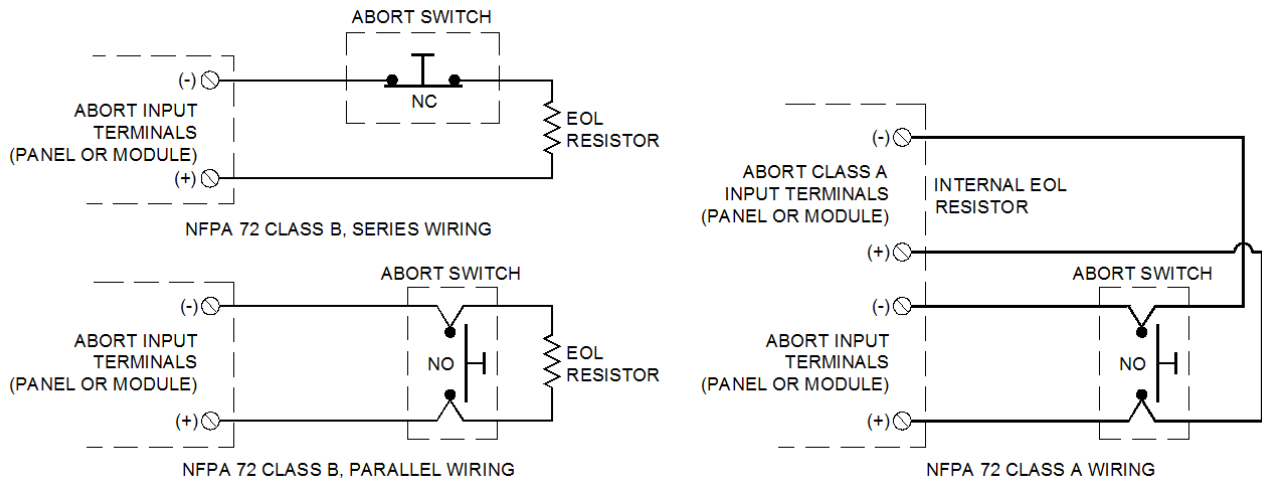 ABORT SWITCH
(-)
NC
ABORT INPUT
TERMINALS
(PANEL OR MODULE)
EOL
RESISTOR
(+)
NFPA 72 CLASS B, SERIES WIRING
ABORT SWITCH
(-)
ABORT INPUT
TERMINALS
(PANEL OR MODULE)
NO
EOL
RESISTOR
(+)
NFPA 72 CLASS B, PARALLEL WIRING
(-)
ABORT CLASS A
INPUT TERMINALS
(PANEL OR MODULE)
INTERNAL EOL
RESISTOR
(+)
ABORT SWITCH
(-)
ABORT INPUT
TERMINALS
(PANEL OR MODULE)
NO
(+)
NFPA 72 CLASS A WIRING